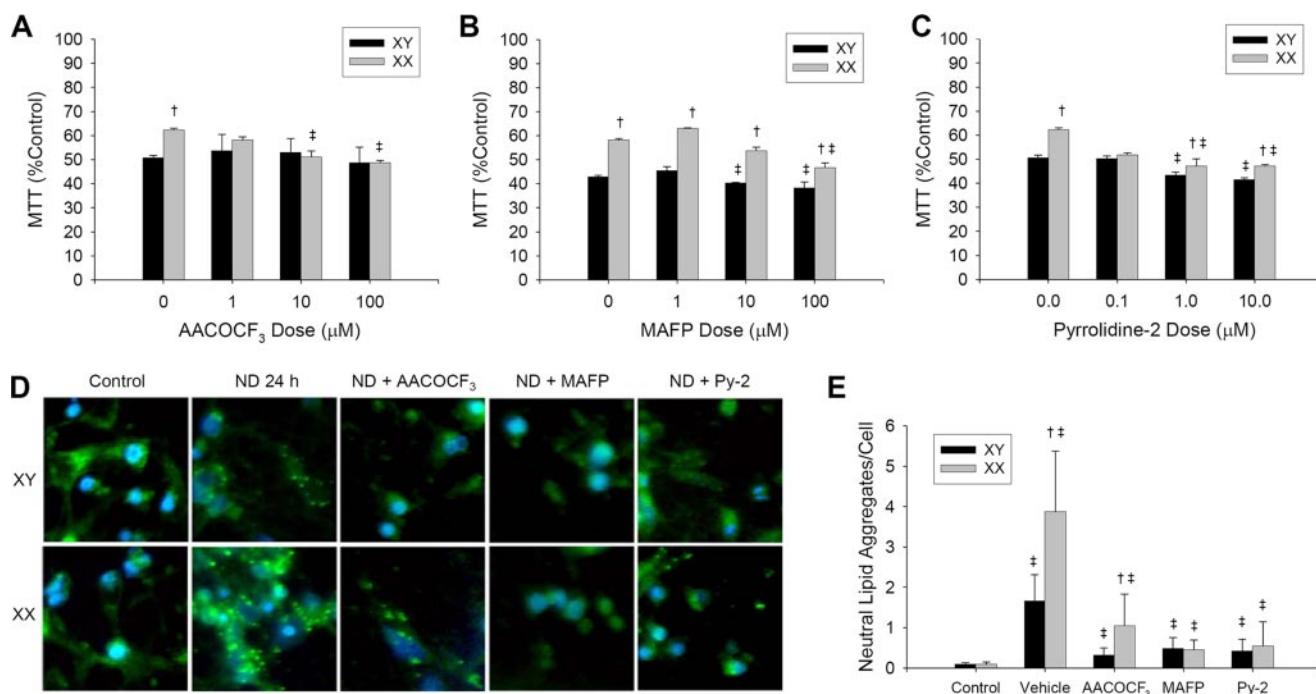 A
100
90
80
70
60
50
40
30
20
10
0
MTT (%Control)
XY
XX
†
‡
‡
0 1 10 100
AACOCF₃ Dose (μM)
B
100
90
80
70
60
50
40
30
20
10
0
MTT (%Control)
XY
XX
†
†
†
† ‡
‡
‡
0 1 10 100
MAFP Dose (μM)
C
100
90
80
70
60
50
40
30
20
10
0
MTT (%Control)
XY
XX
†
† ‡
† ‡
‡
‡
0.0 0.1 1.0 10.0
Pyrrolidine-2 Dose (μM)
D
Control ND 24 h ND + AACOCF₃ ND + MAFP ND + Py-2
XY
XX
E
6
5
4
3
2
1
0
Neutral Lipid Aggregates/Cell
XY
XX
† ‡
‡
† ‡
‡
‡ ‡
‡ ‡
Control Vehicle AACOCF₃ MAFP Py-2